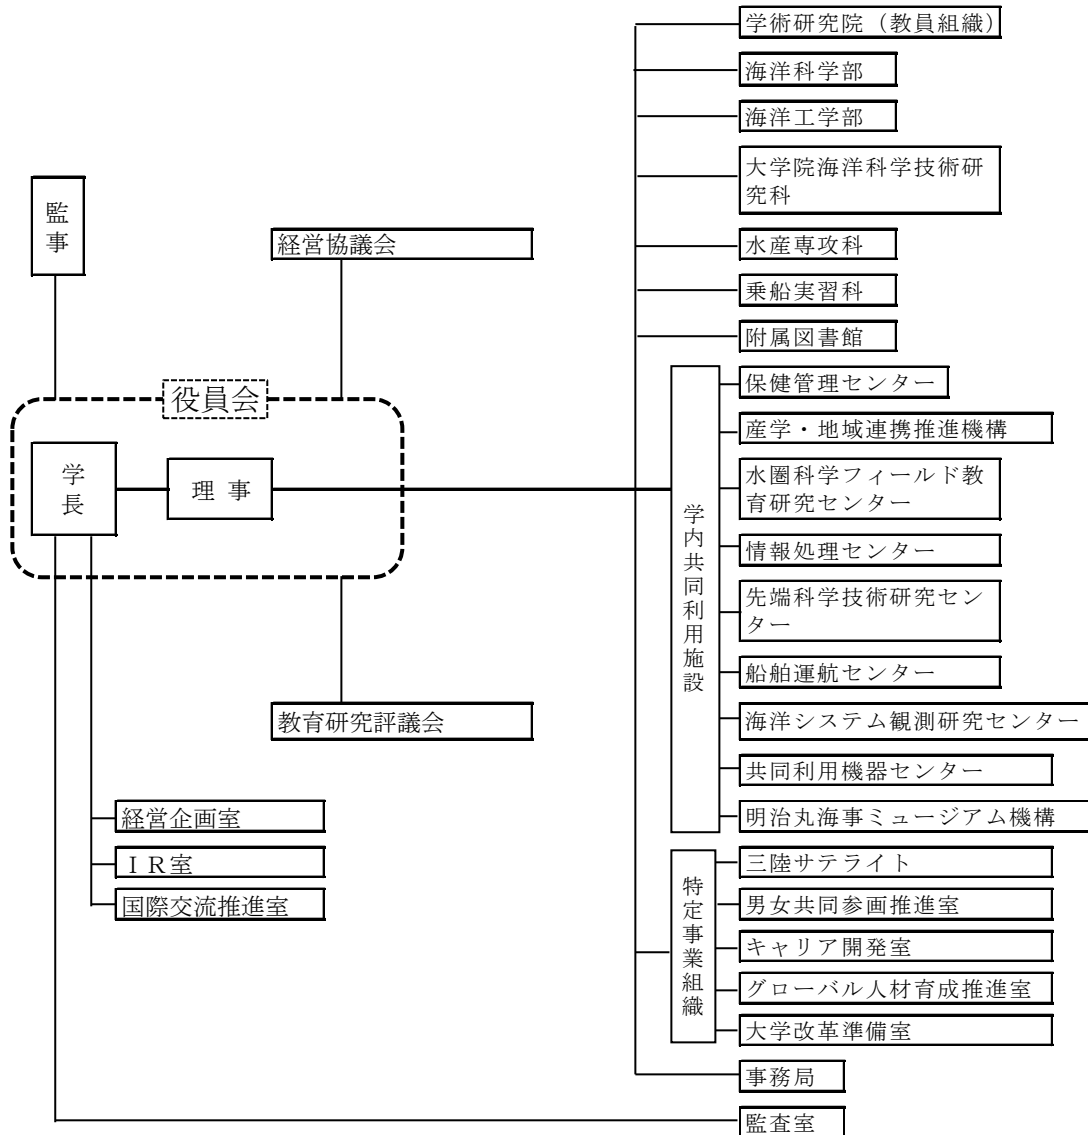 監事
経営協議会
役員会
学長
理事
教育研究評議会
経営企画室
ＩＲ室
国際交流推進室
学術研究院（教員組織）
海洋科学部
海洋工学部
大学院海洋科学技術研
究科
水産専攻科
乗船実習科
附属図書館
学内共同利用施設
保健管理センター
産学・地域連携推進機構
水圏科学フィールド教
育研究センター
情報処理センター
先端科学技術研究セン
ター
船舶運航センター
海洋システム観測研究センター
共同利用機器センター
明治丸海事ミュージアム機構
特定事業組織
三陸サテライト
男女共同参画推進室
キャリア開発室
グローバル人材育成推進室
大学改革準備室
事務局
監査室